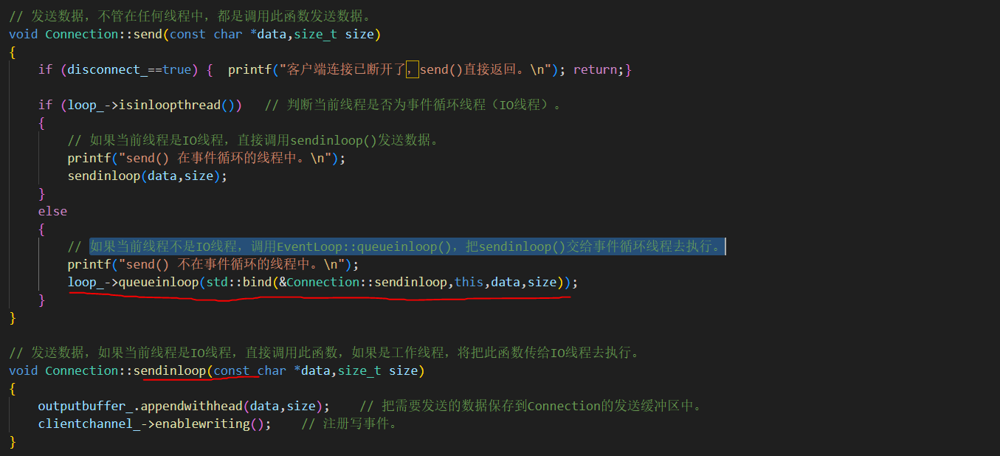 // 发送数据，不管在任何线程中，都是调用此函数发送数据。
void Connection::send(const char *data,size_t size)
{
    if (disconnect_==true) {  printf("客户端连接已断开了，send()直接返回。\n"); return;}
    if (loop_->isinloopthread())   // 判断当前线程是否为事件循环线程（IO线程）。
    {
        // 如果当前线程是IO线程，直接调用sendinloop()发送数据。
        printf("send() 在事件循环的线程中。\n");
        sendinloop(data,size);
    }
    else
    {
        // 如果当前线程不是IO线程，调用EventLoop::queueinloop()，把sendinloop()交给事件循环线程去执行。
        printf("send() 不在事件循环的线程中。\n");
        loop_->queueinloop(std::bind(&Connection::sendinloop,this,data,size));
    }
}
// 发送数据，如果当前线程是IO线程，直接调用此函数，如果是工作线程，将把此函数传给IO线程去执行。
void Connection::sendinloop(const char *data,size_t size)
{
    outputbuffer_.appendwithhead(data,size);    // 把需要发送的数据保存到Connection的发送缓冲区中。
    clientchannel_->enablewriting();    // 注册写事件。
}